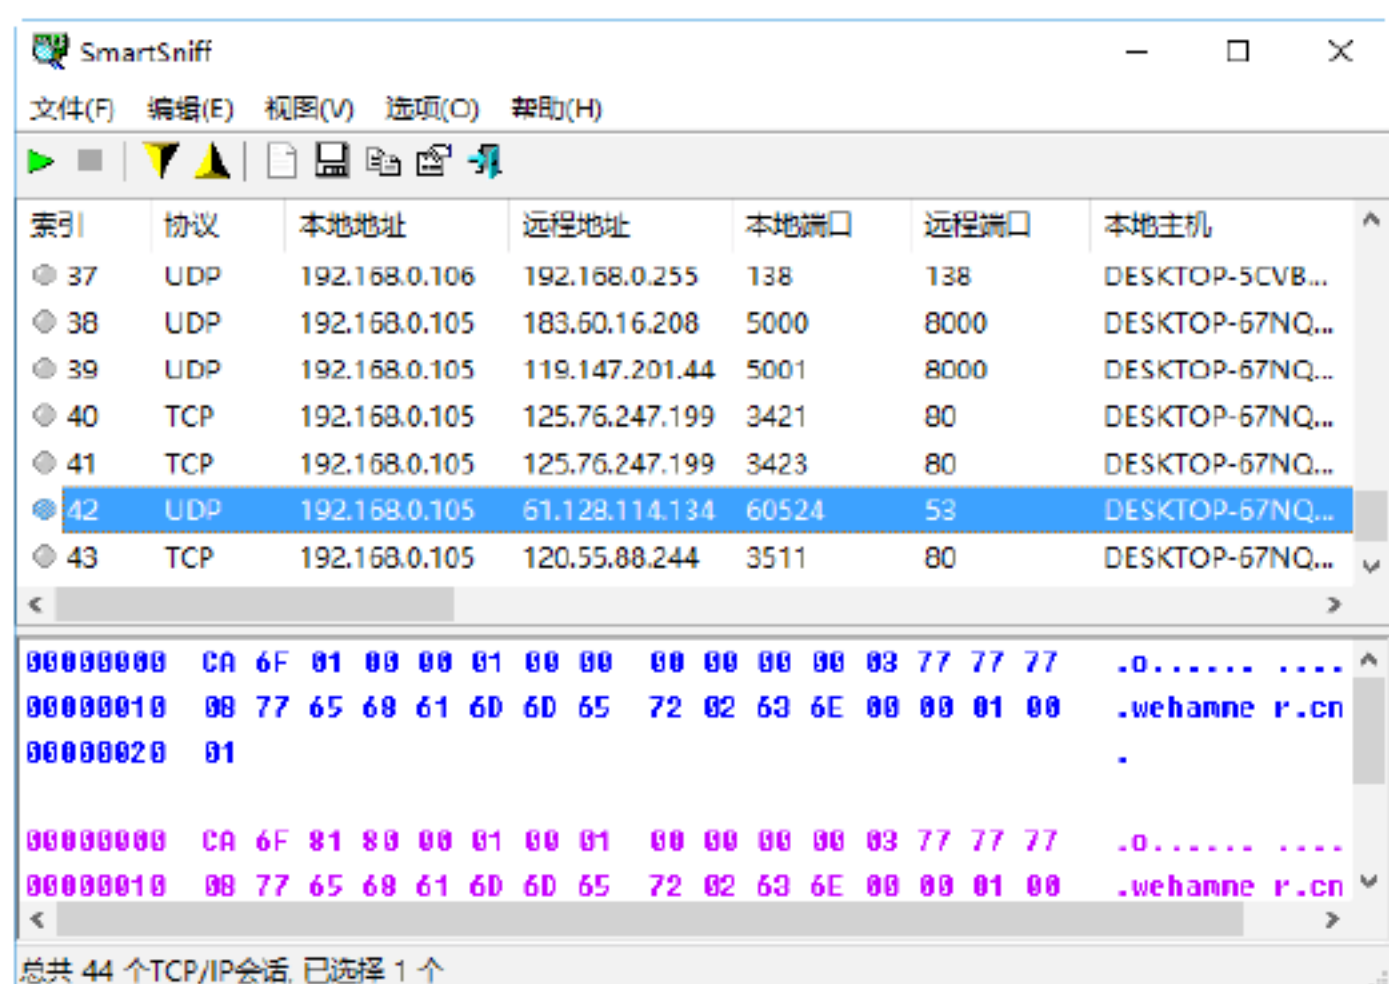 SmartSniff
文件(F) 编辑(E) 视图(V) 选项(O) 帮助(H)
索引 协议 本地地址 远程地址 本地端口 远程端口 本地主机
37 UDP 192.168.0.106 192.168.0.255 138 138 DESKTOP-5CVB...
38 UDP 192.168.0.105 183.60.16.208 5000 8000 DESKTOP-67NQ...
39 UDP 192.168.0.105 119.147.201.44 5001 8000 DESKTOP-67NQ...
40 TCP 192.168.0.105 125.76.247.199 3421 80 DESKTOP-67NQ...
41 TCP 192.168.0.105 125.76.247.199 3423 80 DESKTOP-67NQ...
42 UDP 192.168.0.105 61.128.114.134 60524 53 DESKTOP-67NQ...
43 TCP 192.168.0.105 120.55.88.244 3511 80 DESKTOP-67NQ...
00000000 CA 6F 01 00 00 01 00 00 00 00 00 00 03 77 77 77 .o...... ....
00000010 08 77 65 68 61 6D 6D 65 72 02 63 6E 00 00 01 00 .wehamme r.cn
00000020 01 .
00000000 CA 6F 81 80 00 01 00 01 00 00 00 00 03 77 77 77 .o...... ....
00000010 08 77 65 68 61 6D 6D 65 72 02 63 6E 00 00 01 00 .wehamme r.cn
总共 44 个TCP/IP会话, 已选择 1 个